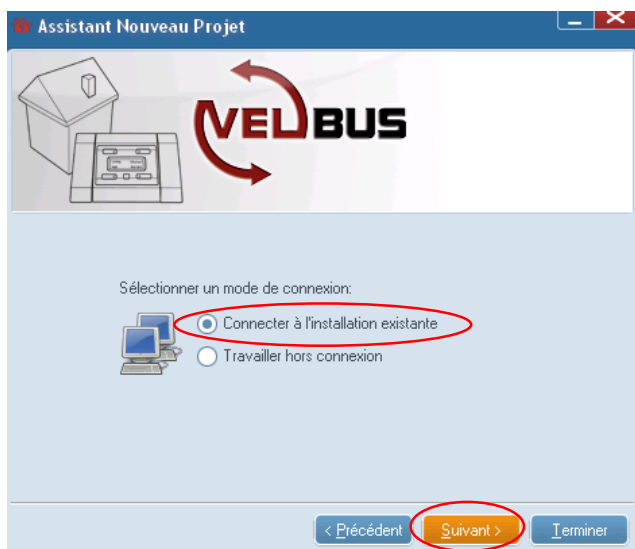 Assistant Nouveau Projet
VELBUS
Sélectionner un mode de connexion:
Connecter à l'installation existante
Travailler hors connexion
< Précédent Suivant > Terminer